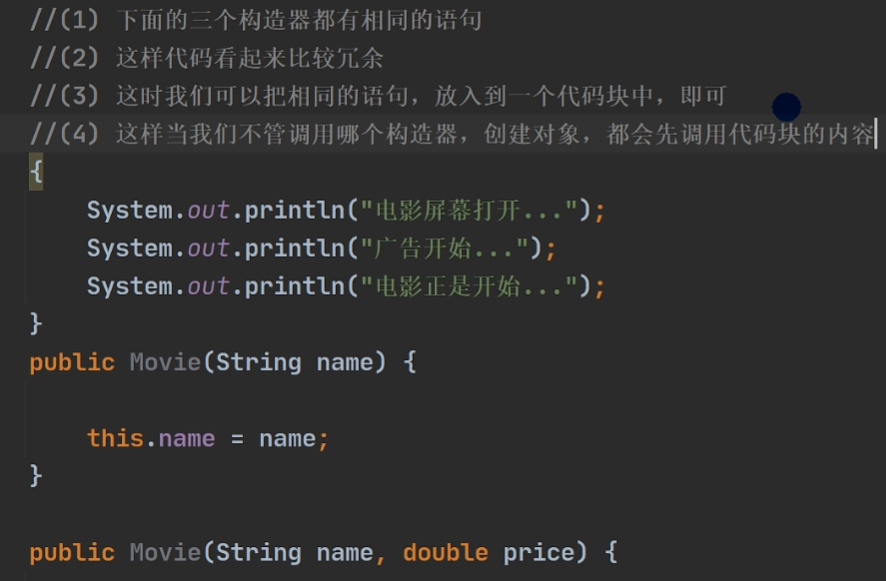 //(1) 下面的三个构造器都有相同的语句
//(2) 这样代码看起来比较冗余
//(3) 这时我们可以把相同的语句，放入到一个代码块中，即可
//(4) 这样当我们不管调用哪个构造器，创建对象，都会先调用代码块的内容
{
System.out.println("电影屏幕打开...");
System.out.println("广告开始...");
System.out.println("电影正是开始...");
}
public Movie(String name) {
this.name = name;
}
public Movie(String name, double price) {